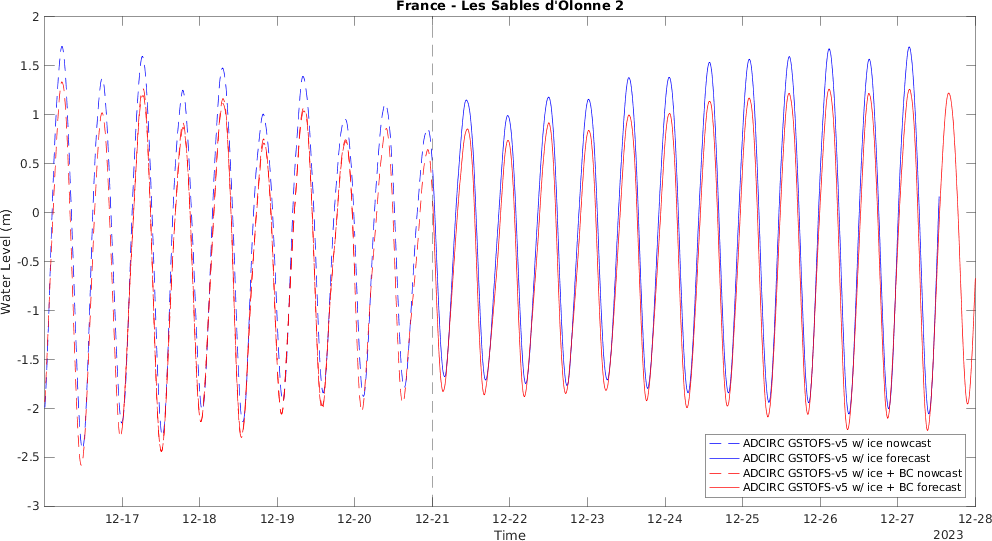 France - Les Sables d'Olonne 2
2
1.5
1
0.5
0
-0.5
-1
-1.5
-2
-2.5
-3
Water Level (m)
ADCIRC GSTOFS-v5 w/ ice nowcast
ADCIRC GSTOFS-v5 w/ ice forecast
ADCIRC GSTOFS-v5 w/ ice + BC nowcast
ADCIRC GSTOFS-v5 w/ ice + BC forecast
12-17 12-18 12-19 12-20 12-21 12-22 12-23 12-24 12-25 12-26 12-27 12-28
Time
2023